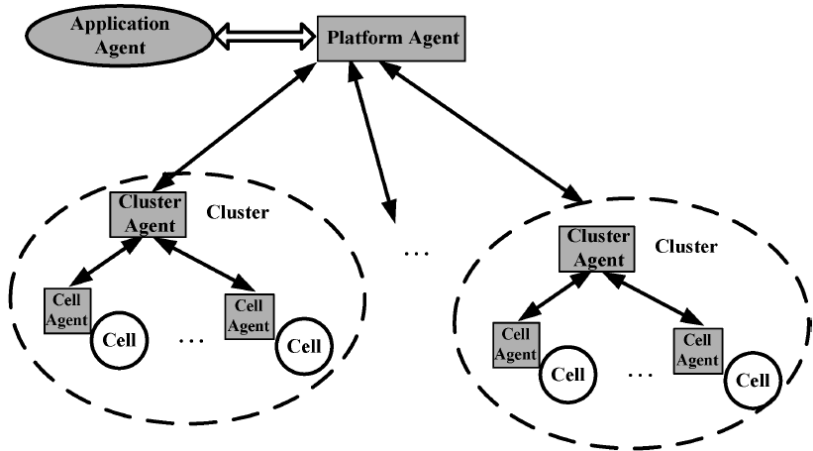 Application
Agent
Platform Agent
Cluster
Agent
Cluster
Cell
Agent
Cell
...
Cell
Agent
Cell
...
Cluster
Agent
Cluster
Cell
Agent
Cell
...
Cell
Agent
Cell